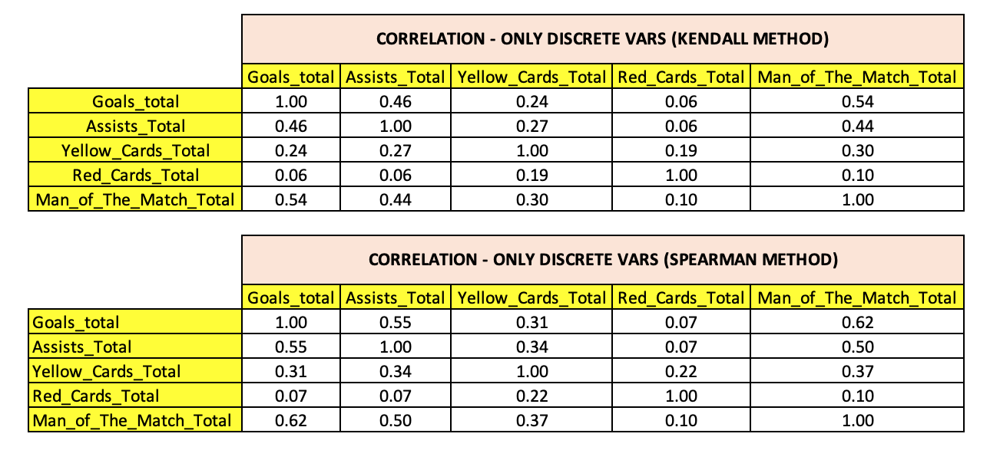 CORRELATION - ONLY DISCRETE VARS (KENDALL METHOD)
Goals_total Assists_Total Yellow_Cards_Total Red_Cards_Total Man_of_The_Match_Total
Goals_total 1.00 0.46 0.24 0.06 0.54
Assists_Total 0.46 1.00 0.27 0.06 0.44
Yellow_Cards_Total 0.24 0.27 1.00 0.19 0.30
Red_Cards_Total 0.06 0.06 0.19 1.00 0.10
Man_of_The_Match_Total 0.54 0.44 0.30 0.10 1.00
CORRELATION - ONLY DISCRETE VARS (SPEARMAN METHOD)
Goals_total Assists_Total Yellow_Cards_Total Red_Cards_Total Man_of_The_Match_Total
Goals_total 1.00 0.55 0.31 0.07 0.62
Assists_Total 0.55 1.00 0.34 0.07 0.50
Yellow_Cards_Total 0.31 0.34 1.00 0.22 0.37
Red_Cards_Total 0.07 0.07 0.22 1.00 0.10
Man_of_The_Match_Total 0.62 0.50 0.37 0.10 1.00